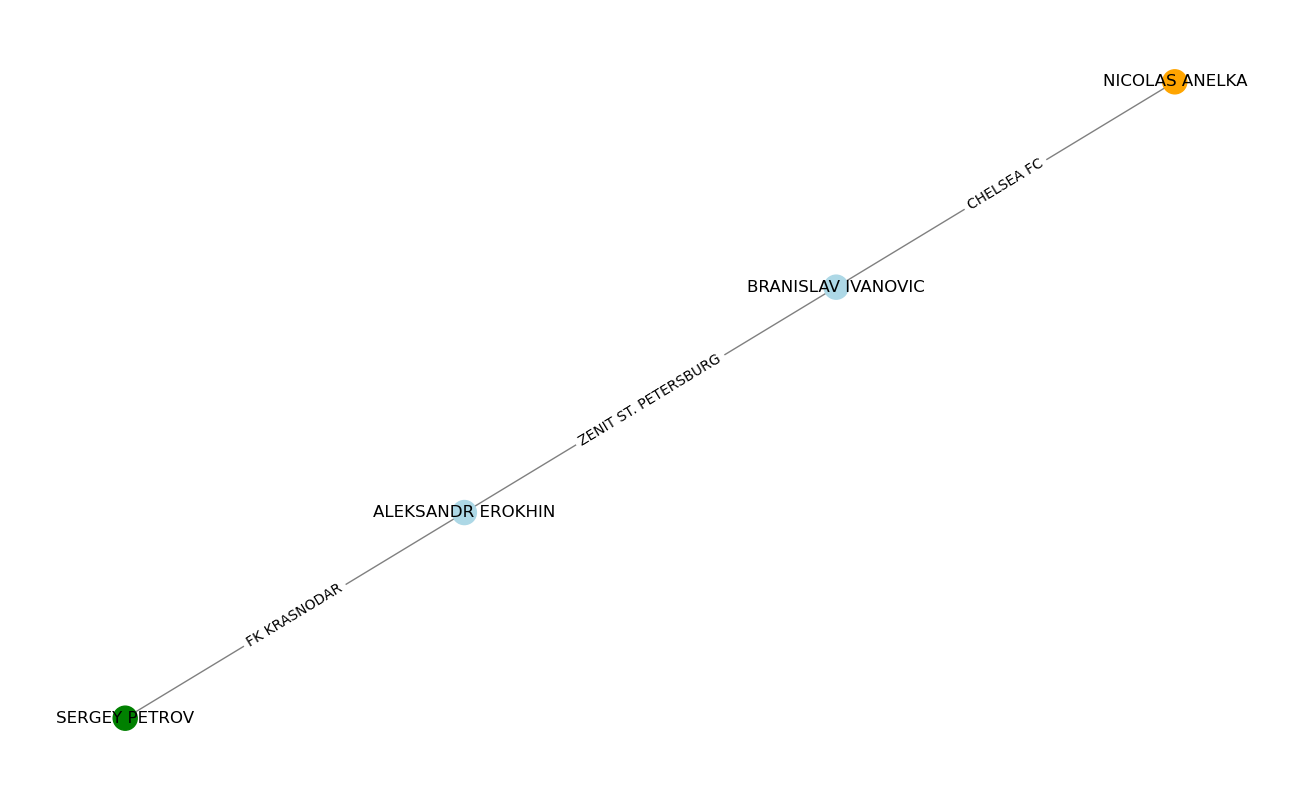 NICOLAS ANELKA
CHELSEA FC
BRANISLAV IVANOVIC
ZENIT ST. PETERSBURG
ALEKSANDR EROKHIN
FK KRASNODAR
SERGEY PETROV